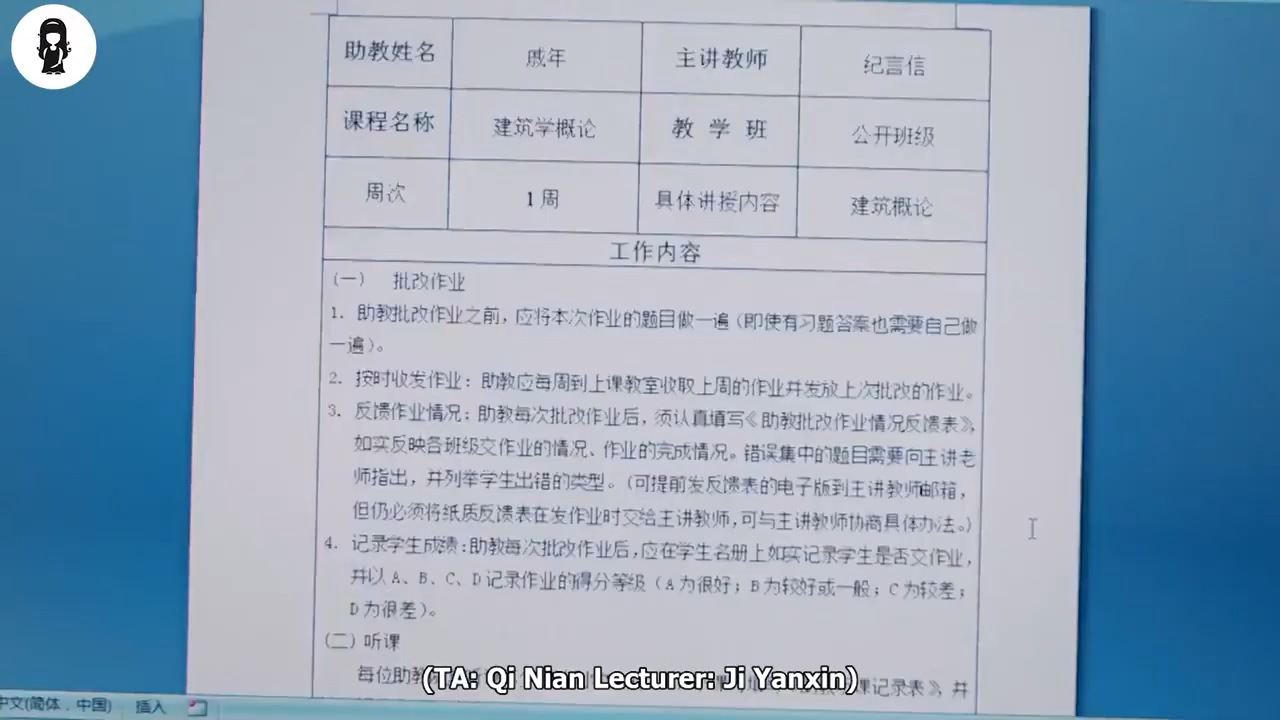 助教姓名 戚年 主讲教师 纪言信
课程名称 建筑学概论 教 学 班 公开班级
周次 1 周 具体讲授内容 建筑概论
工作内容
(一) 批改作业
1. 助教批改作业之前，应将本次作业的题目做一遍（即使有习题答案也需要自己做
一遍）。
2. 按时收发作业：助教应每周到上课教室收取上周的作业并发放上次批改的作业。
3. 反馈作业情况：助教每次批改作业后，须认真填写《助教批改作业情况反馈表》，
如实反映各班级交作业的情况、作业的完成情况。错误集中的题目需要向主讲老
师指出，并列举学生出错的类型。（可提前发反馈表的电子版到主讲教师邮箱，
但仍必须将纸质反馈表在发作业时交给主讲教师，可与主讲教师协商具体办法。）
4. 记录学生成绩：助教每次批改作业后，应在学生名册上如实记录学生是否交作业，
并以 A、B、C、D 记录作业的得分等级（A 为很好；B 为较好或一般；C 为较差；
D 为很差）。
(二) 听课
每位助教 课记录表》，并
(TA: Qi Nian Lecturer: Ji Yanxin)
中文(简体，中国) 插入